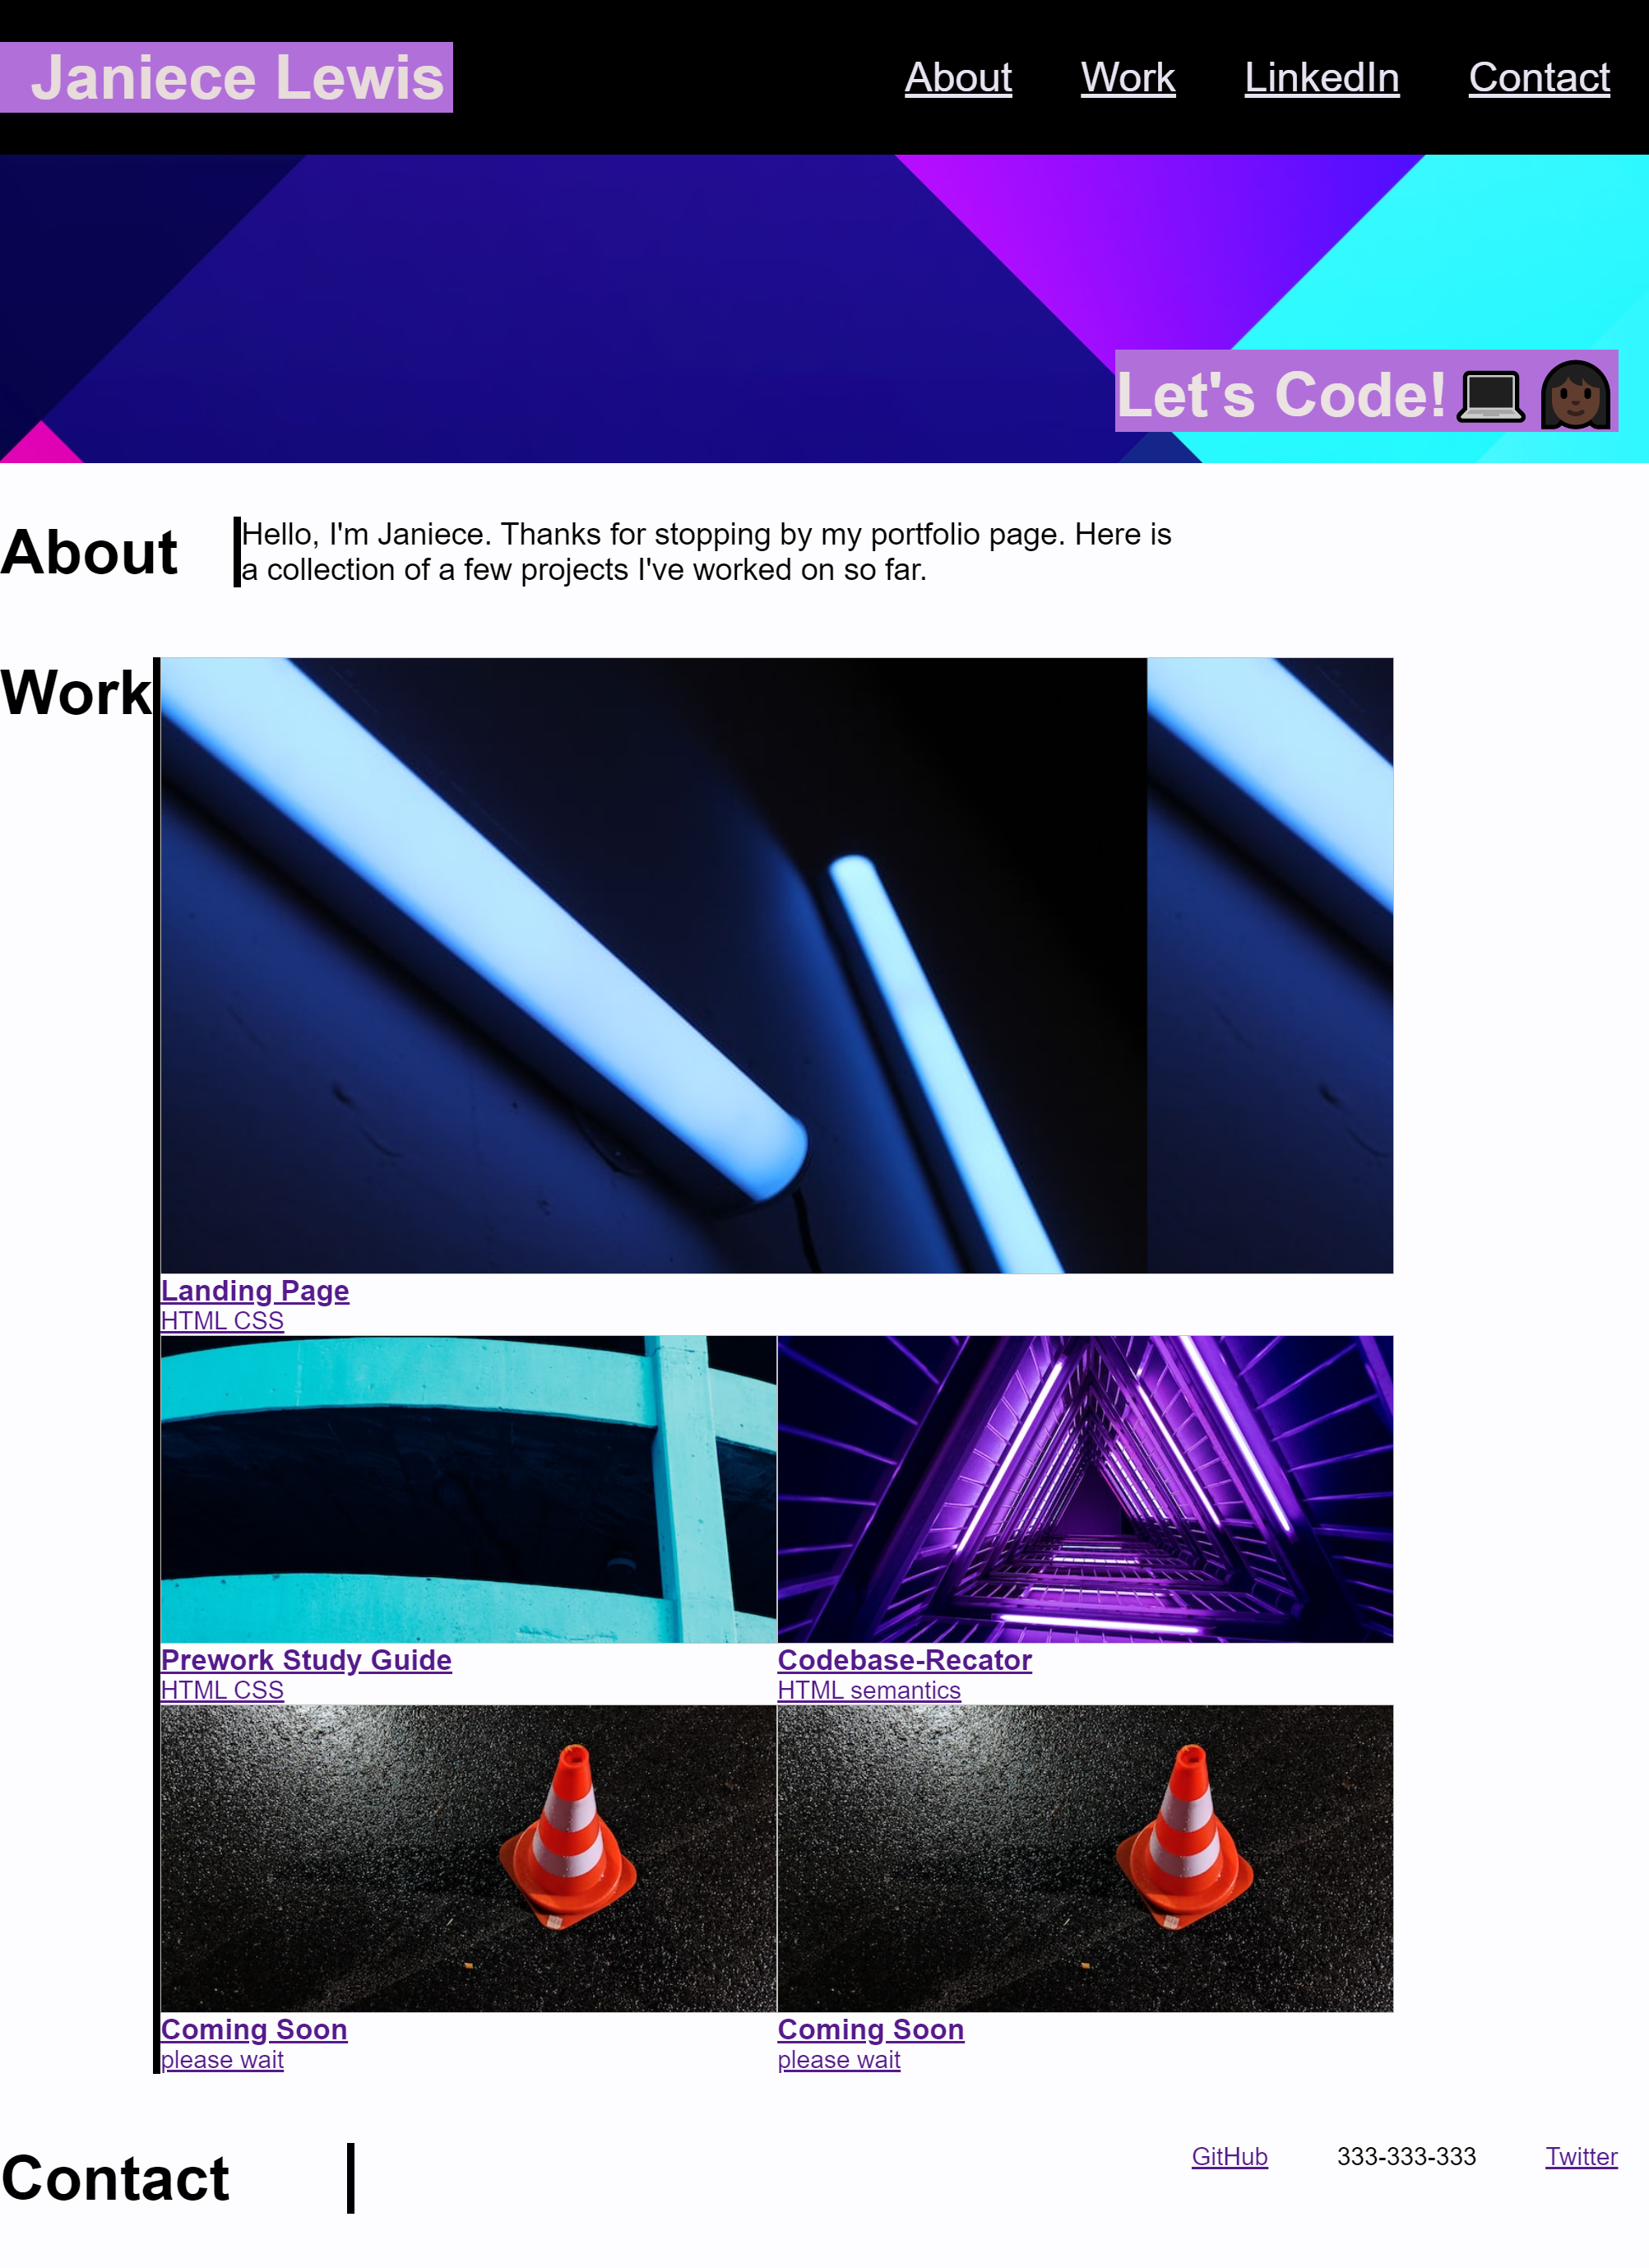 Janiece Lewis
About Work LinkedIn Contact
Let's Code!💻 👩🏿
About
Hello, I'm Janiece. Thanks for stopping by my portfolio page. Here is
a collection of a few projects I've worked on so far.
Work
Landing Page
HTML CSS
Prework Study Guide
HTML CSS
Codebase-Recator
HTML semantics
Coming Soon
please wait
Coming Soon
please wait
Contact
GitHub 333-333-333 Twitter